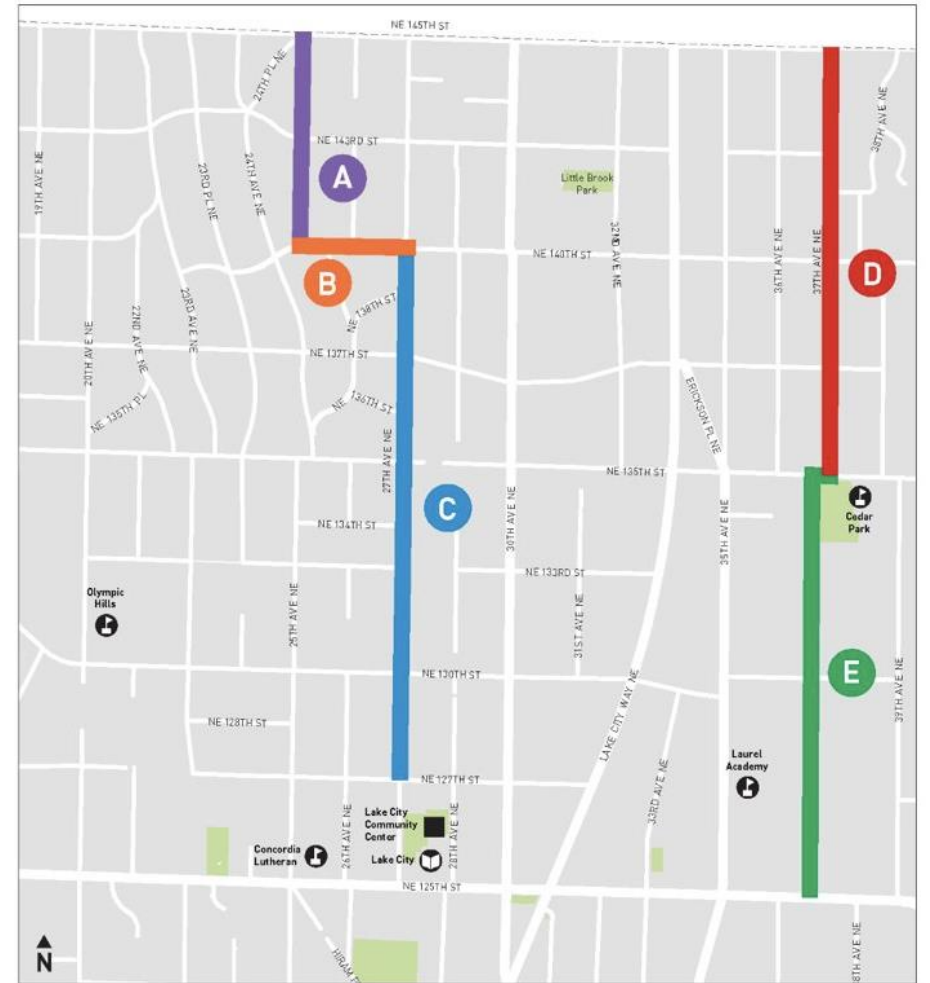 NE 145TH ST
24TH PL NE
38TH AVE NE
NE 143RD ST
19TH AVE NE
23RD PL NE
24TH AVE NE
A
Little Brook
Park
32ND AVE NE
36TH AVE NE
37TH AVE NE
NE 140TH ST
D
B
NE 138TH ST
23RD AVE NE
22ND AVE NE
20TH AVE NE
NE 137TH ST
NE 136TH ST
NE 135TH PL
ERICKSON PL NE
27TH AVE NE
NE 135TH ST
C
30TH AVE NE
35TH AVE NE
Cedar
Park
NE 134TH ST
NE 133RD ST
Olympic
Hills
25TH AVE NE
31ST AVE NE
NE 130TH ST
E
39TH AVE NE
LAKE CITY WAY NE
NE 128TH ST
Laurel
Academy
NE 127TH ST
33RD AVE NE
26TH AVE NE
Lake City
Community
Center
28TH AVE NE
Concordia
Lutheran
Lake City
NE 125TH ST
HIRAM P
8TH AVE NE
N